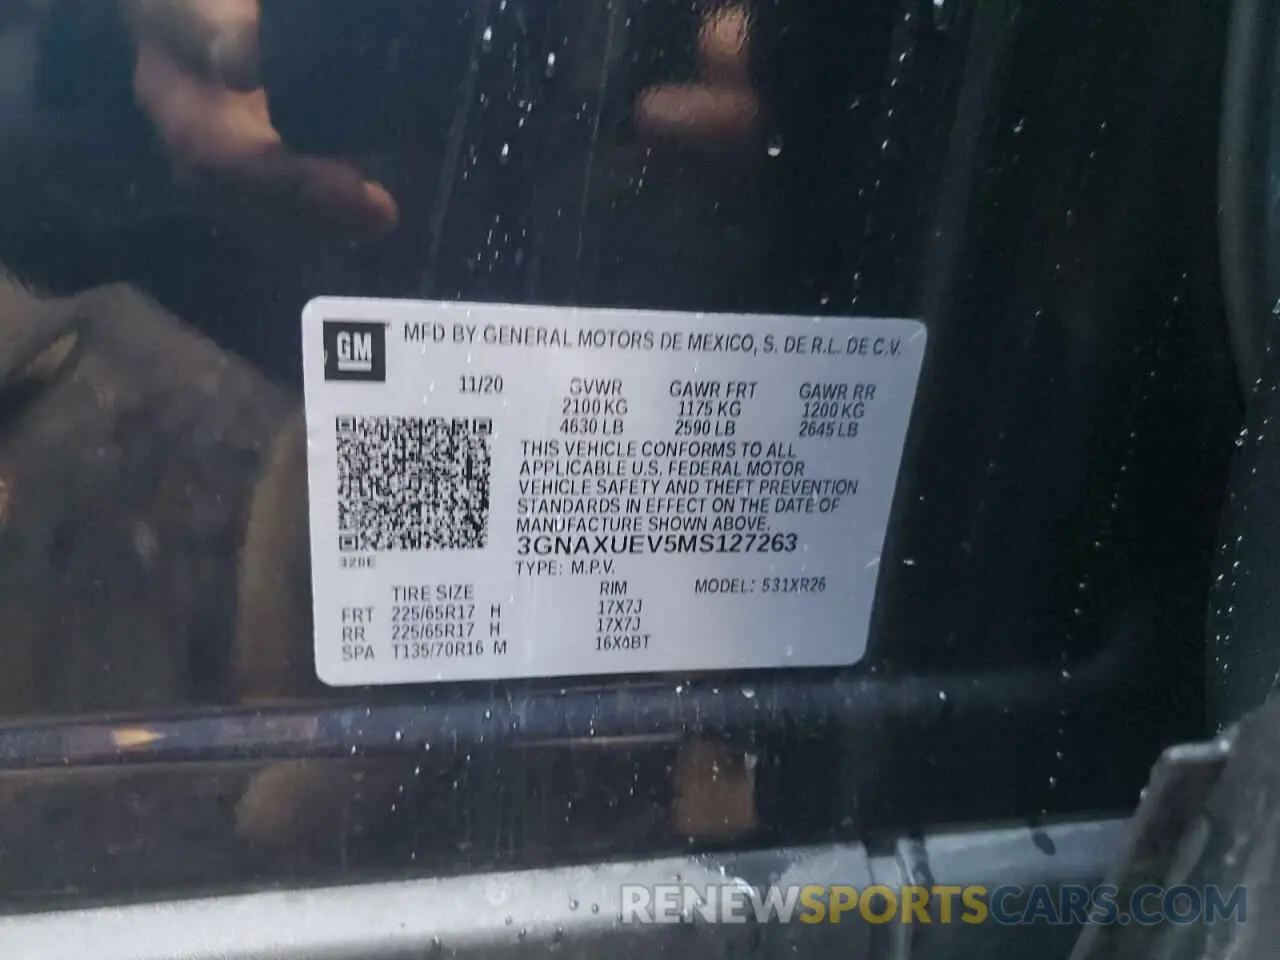 GM
MFD BY GENERAL MOTORS DE MEXICO, S. DE R.L. DE C.V.
11/20 GVWR GAWR FRT GAWR RR
2100 KG 1175 KG 1200 KG
4630 LB 2590 LB 2645 LB
THIS VEHICLE CONFORMS TO ALL
APPLICABLE U.S. FEDERAL MOTOR
VEHICLE SAFETY AND THEFT PREVENTION
STANDARDS IN EFFECT ON THE DATE OF
MANUFACTURE SHOWN ABOVE.
3GNAXUEV5MS127263
TYPE: M.P.V.
TIRE SIZE RIM MODEL: 531XR26
FRT 225/65R17 H 17X7J
RR 225/65R17 H 17X7J
SPA T135/70R16 M
RENEWSPORTSCARS.COM